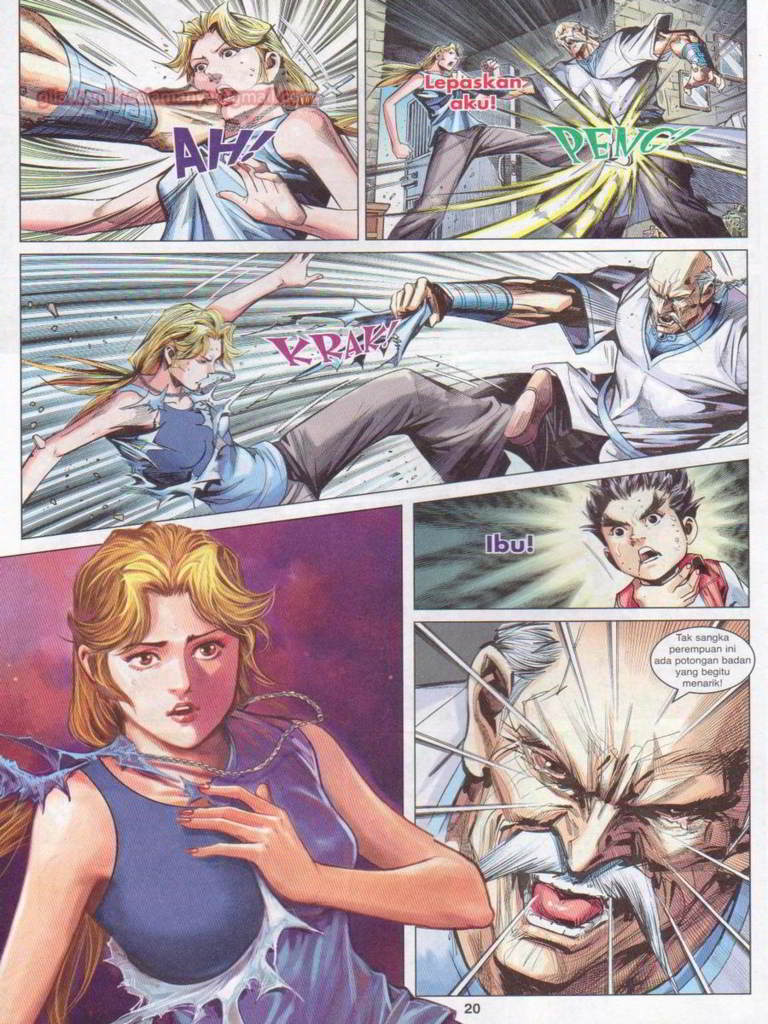 AH!
Lepaskan
aku!
PENG!
KRAK!
Ibu!
Tak sangka
perempuan ini
ada potongan badan
yang begitu
menarik!
20